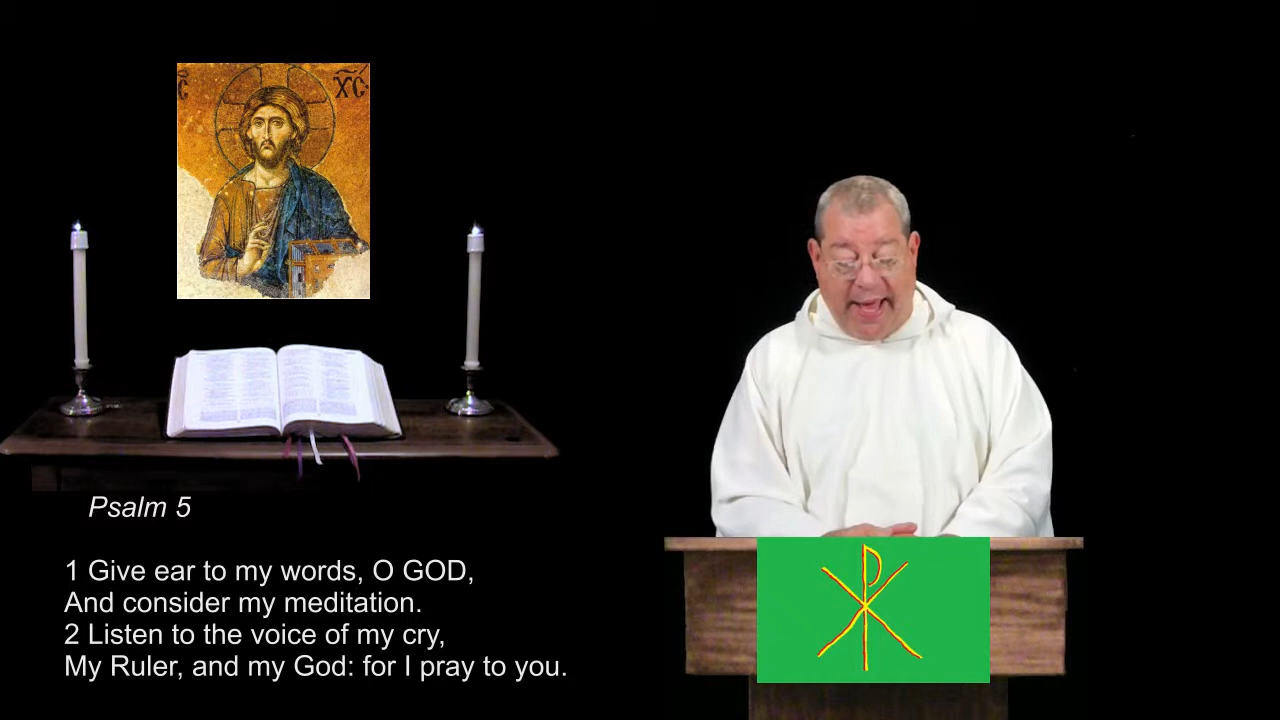 ХС
Psalm 5
1 Give ear to my words, O GOD,
And consider my meditation.
2 Listen to the voice of my cry,
My Ruler, and my God: for I pray to you.